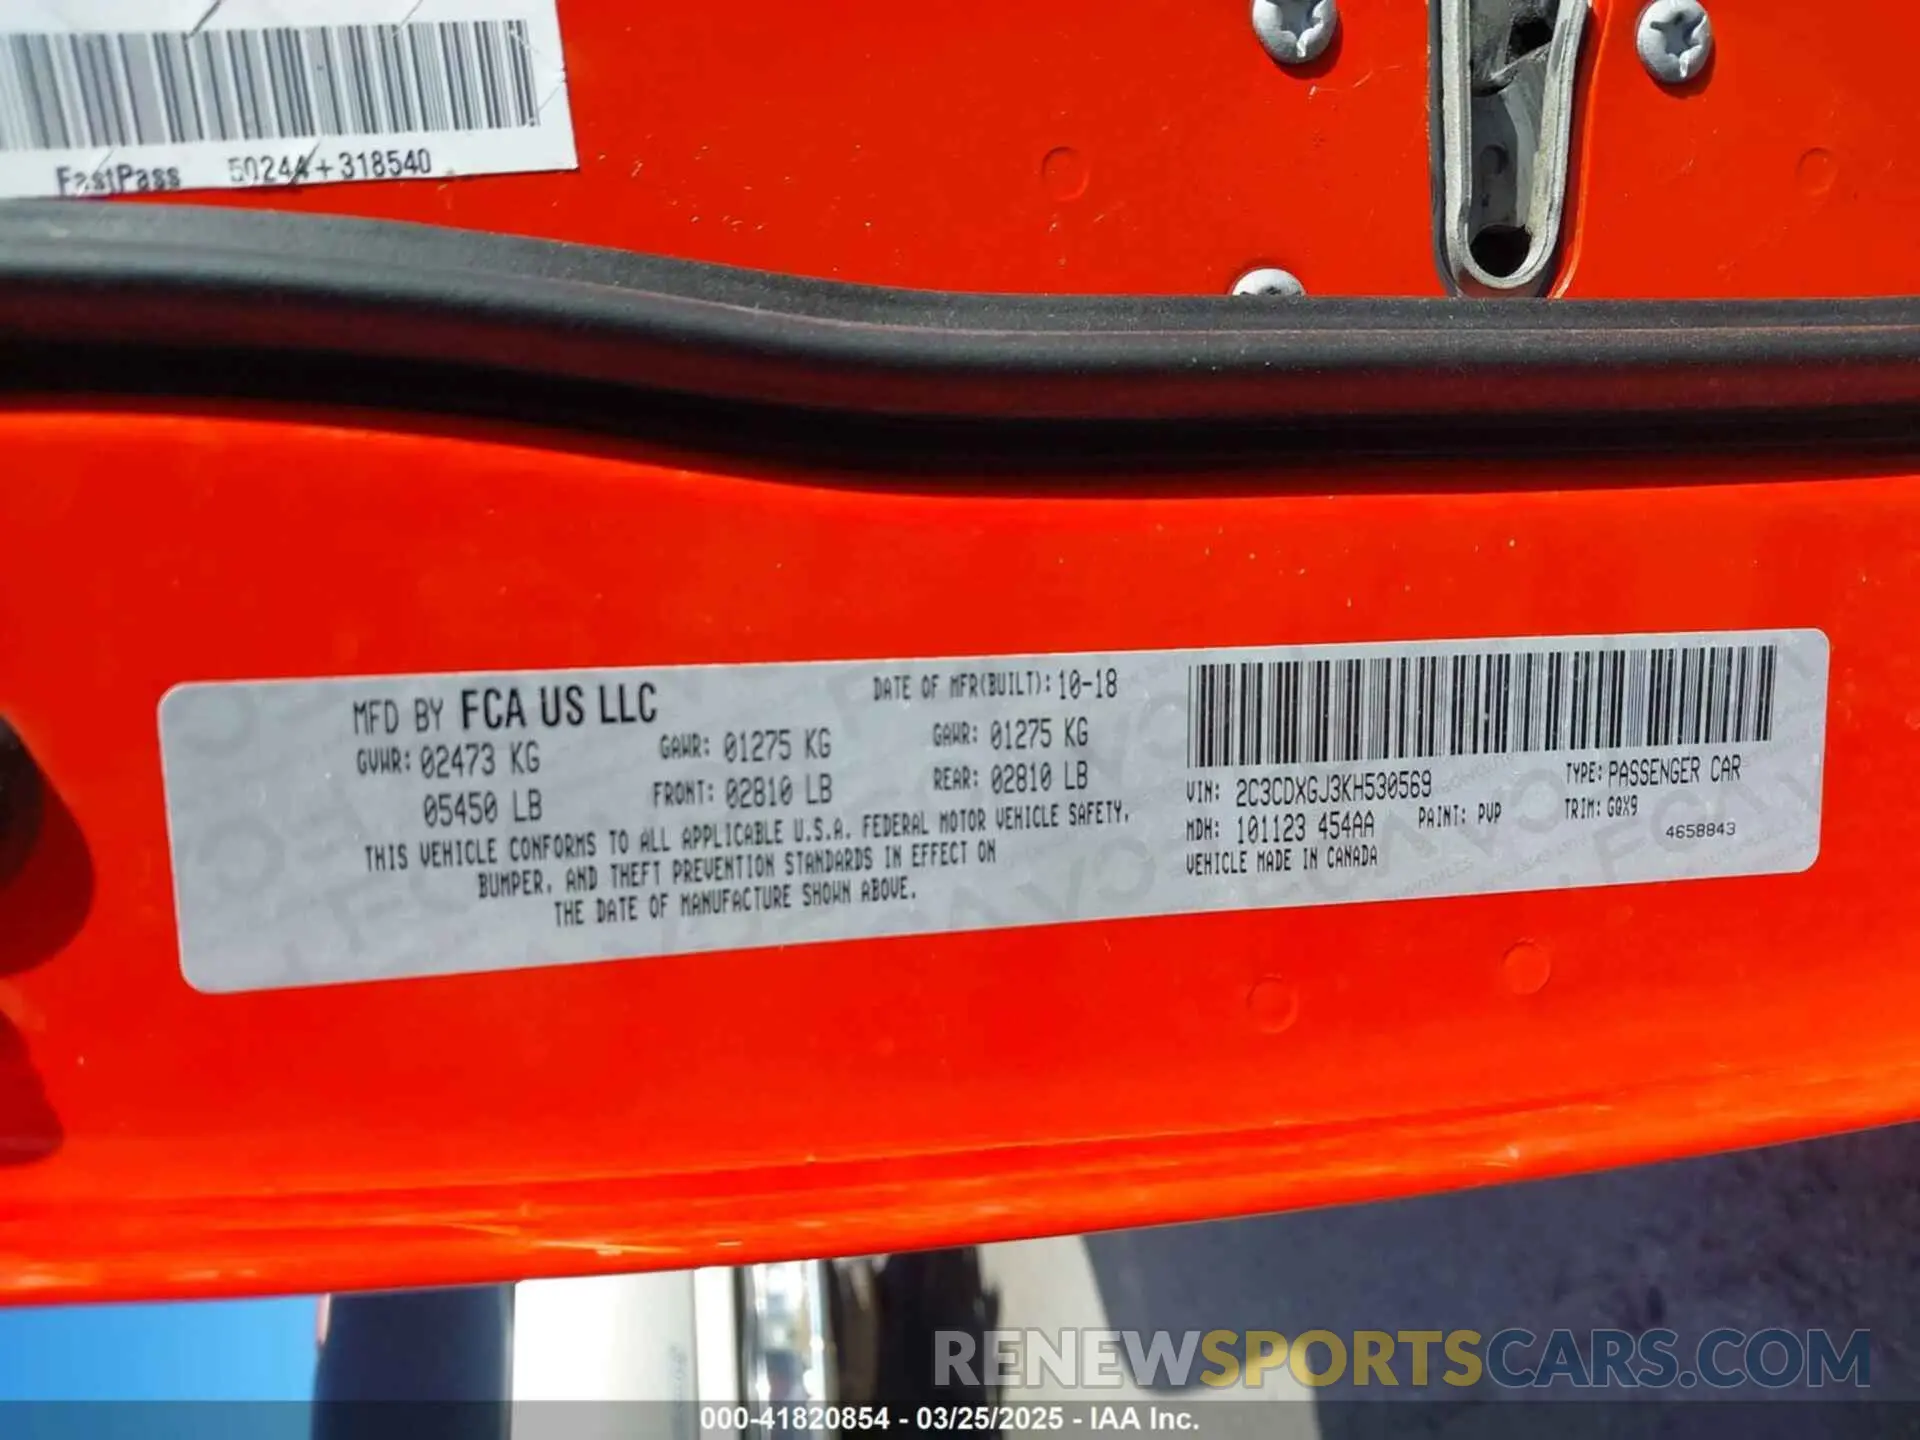 FastPass 50244+318540
MFD BY FCA US LLC
DATE OF MFR(BUILT): 10-18
GVWR: 02473 KG
GAWR: 01275 KG
GAWR: 01275 KG
05450 LB
FRONT: 02810 LB
REAR: 02810 LB
THIS VEHICLE CONFORMS TO ALL APPLICABLE U.S.A. FEDERAL MOTOR VEHICLE SAFETY,
BUMPER, AND THEFT PREVENTION STANDARDS IN EFFECT ON
THE DATE OF MANUFACTURE SHOWN ABOVE.
VIN: 2C3CDXGJ3KH530569
TYPE: PASSENGER CAR
MDH: 101123 454AA
PAINT: PVP
TRIM: GQX9
VEHICLE MADE IN CANADA
4658843
RENEWSPORTSCARS.COM
000-41820854 - 03/25/2025 - IAA Inc.